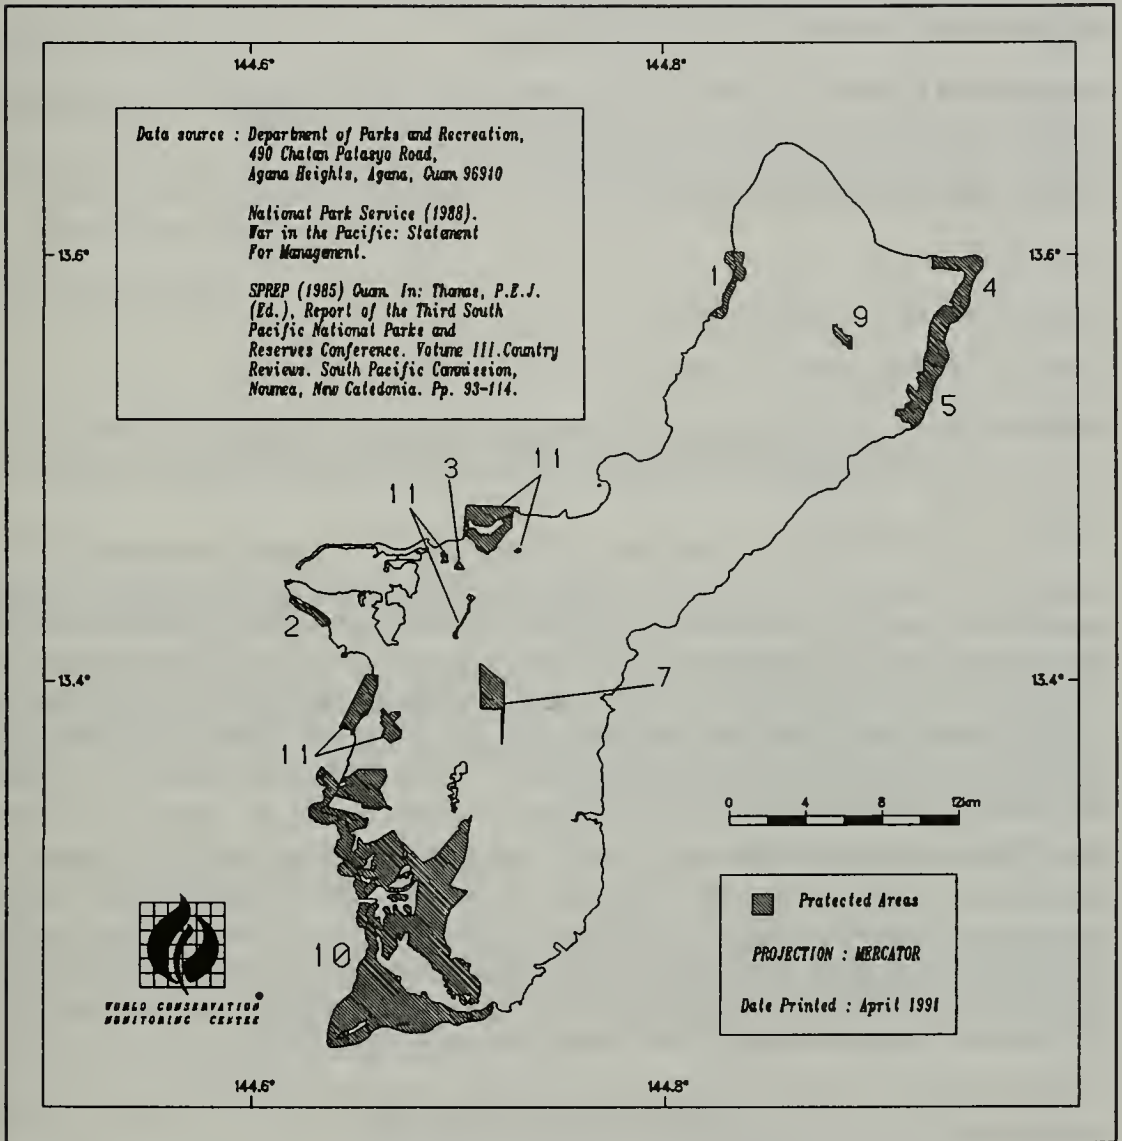 144.6°
144.8°
Data source : Department of Parks and Recreation,
490 Chalan Palasyo Road,
Agana Heights, Agana, Guam 96910
National Park Service (1988).
War in the Pacific: Statement
For Management.
SPREP (1985) Guam. In: Thomas, P.E.J.
(Ed.), Report of the Third South
Pacific National Parks and
Reserves Conference. Volume III.Country
Reviews. South Pacific Commission,
Noumea, New Caledonia. Pp. 93-114.
13.6°
13.6°
1
4
9
5
3
11
11
2
13.4°
13.4°
7
11
0 4 8 12km
10
Protected Areas
PROJECTION : MERCATOR
Date Printed : April 1991
WORLD CONSERVATION
MONITORING CENTRE
144.6°
144.8°